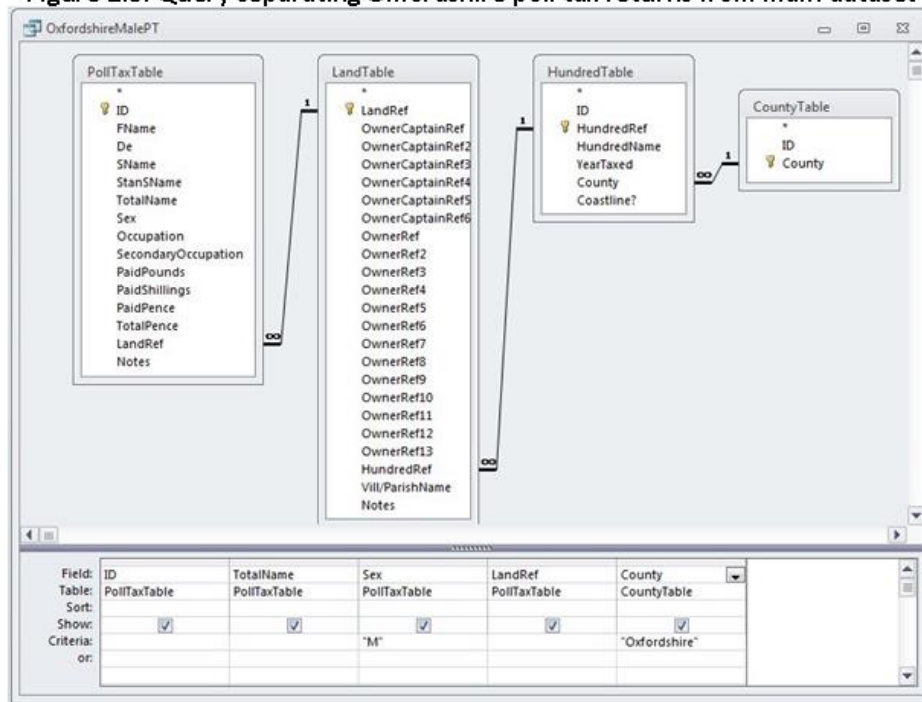 OxfordshireMalePT
PollTaxTable
*
ID
FName
De
SName
StanSName
TotalName
Sex
Occupation
SecondaryOccupation
PaidPounds
PaidShillings
PaidPence
TotalPence
LandRef
Notes
1
∞
LandTable
*
LandRef
OwnerCaptainRef
OwnerCaptainRef2
OwnerCaptainRef3
OwnerCaptainRef4
OwnerCaptainRef5
OwnerCaptainRef6
OwnerRef
OwnerRef2
OwnerRef3
OwnerRef4
OwnerRef5
OwnerRef6
OwnerRef7
OwnerRef8
OwnerRef9
OwnerRef10
OwnerRef11
OwnerRef12
OwnerRef13
HundredRef
Vill/ParishName
Notes
1
∞
HundredTable
*
ID
HundredRef
HundredName
YearTaxed
County
Coastline?
1
∞
CountyTable
*
ID
County
Field: ID TotalName Sex LandRef County
Table: PollTaxTable PollTaxTable PollTaxTable PollTaxTable CountyTable
Sort:
Show:
Criteria: "M" "Oxfordshire"
or: